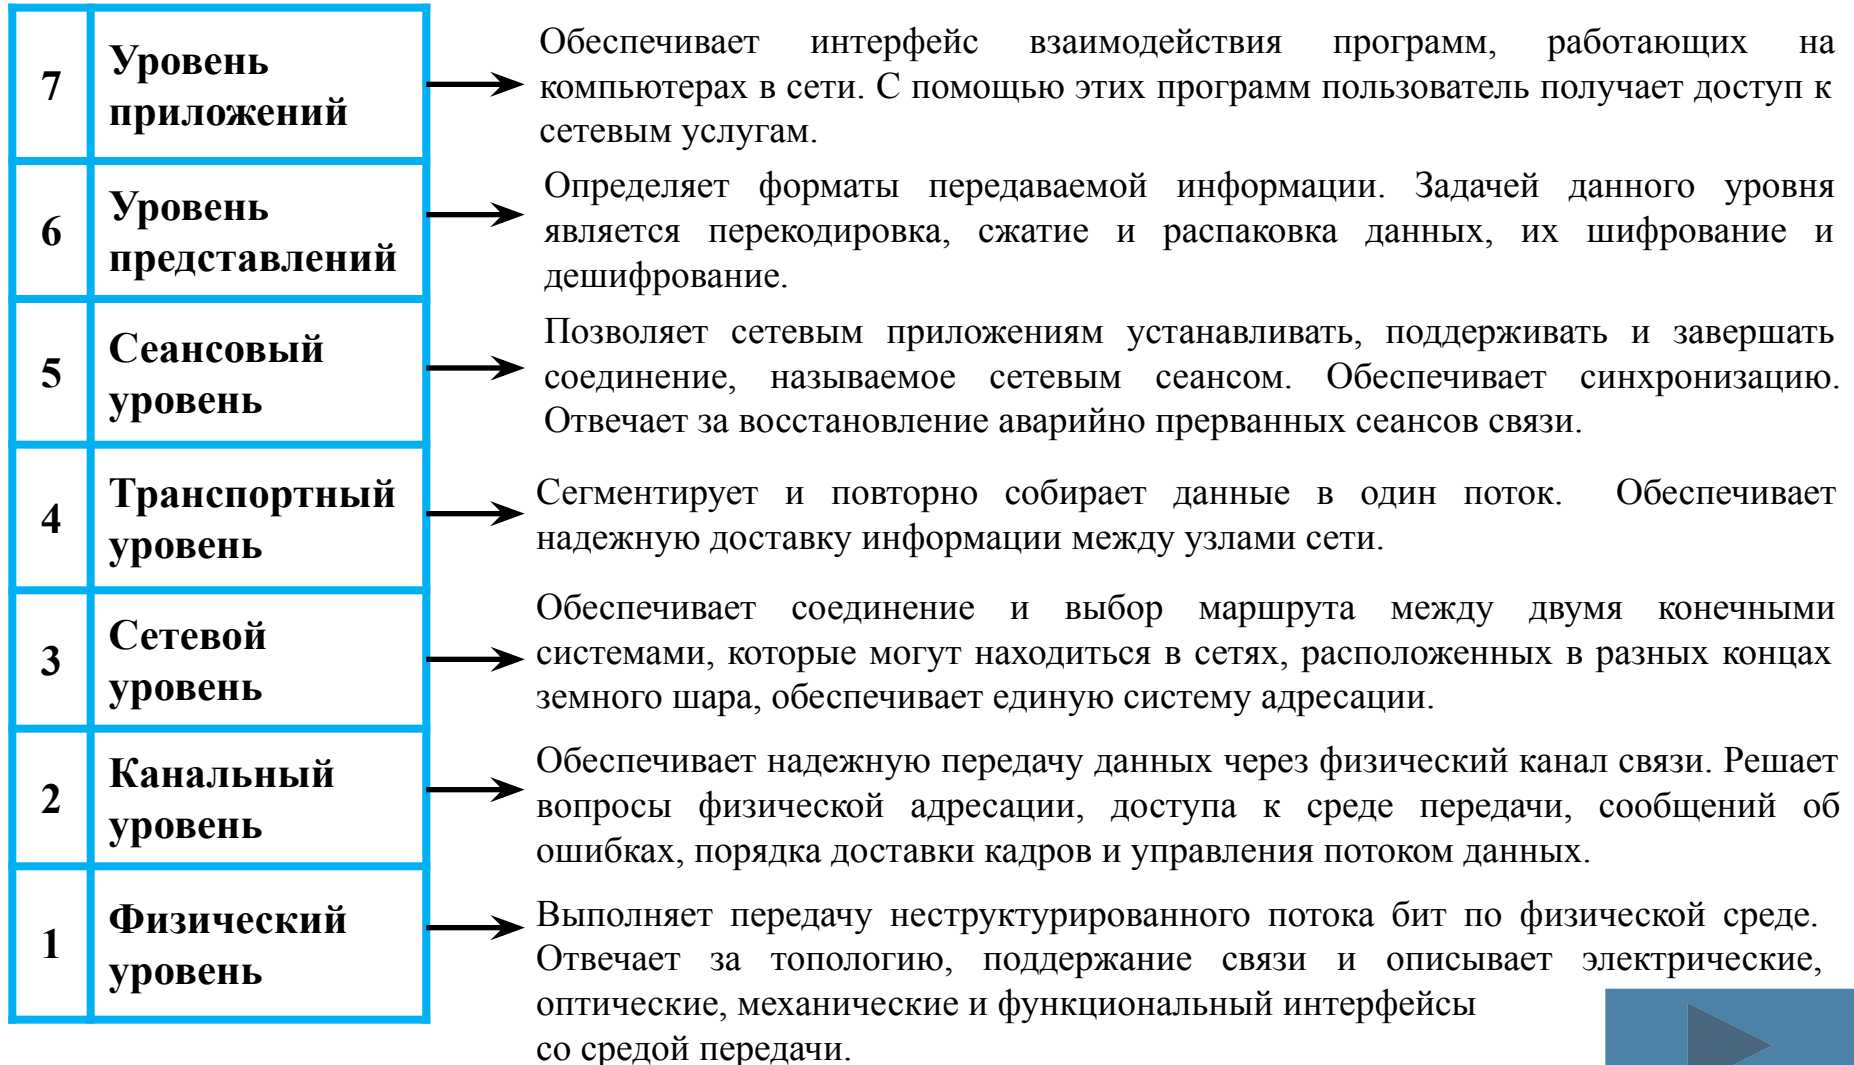 7
Уровень
приложений
Обеспечивает интерфейс взаимодействия программ, работающих на
компьютерах в сети. С помощью этих программ пользователь получает доступ к
сетевым услугам.
6
Уровень
представлений
Определяет форматы передаваемой информации. Задачей данного уровня
является перекодировка, сжатие и распаковка данных, их шифрование и
дешифрование.
5
Сеансовый
уровень
Позволяет сетевым приложениям устанавливать, поддерживать и завершать
соединение, называемое сетевым сеансом. Обеспечивает синхронизацию.
Отвечает за восстановление аварийно прерванных сеансов связи.
4
Транспортный
уровень
Сегментирует и повторно собирает данные в один поток. Обеспечивает
надежную доставку информации между узлами сети.
3
Сетевой
уровень
Обеспечивает соединение и выбор маршрута между двумя конечными
системами, которые могут находиться в сетях, расположенных в разных концах
земного шара, обеспечивает единую систему адресации.
2
Канальный
уровень
Обеспечивает надежную передачу данных через физический канал связи. Решает
вопросы физической адресации, доступа к среде передачи, сообщений об
ошибках, порядка доставки кадров и управления потоком данных.
1
Физический
уровень
Выполняет передачу неструктурированного потока бит по физической среде.
Отвечает за топологию, поддержание связи и описывает электрические,
оптические, механические и функциональный интерфейсы
со средой передачи.